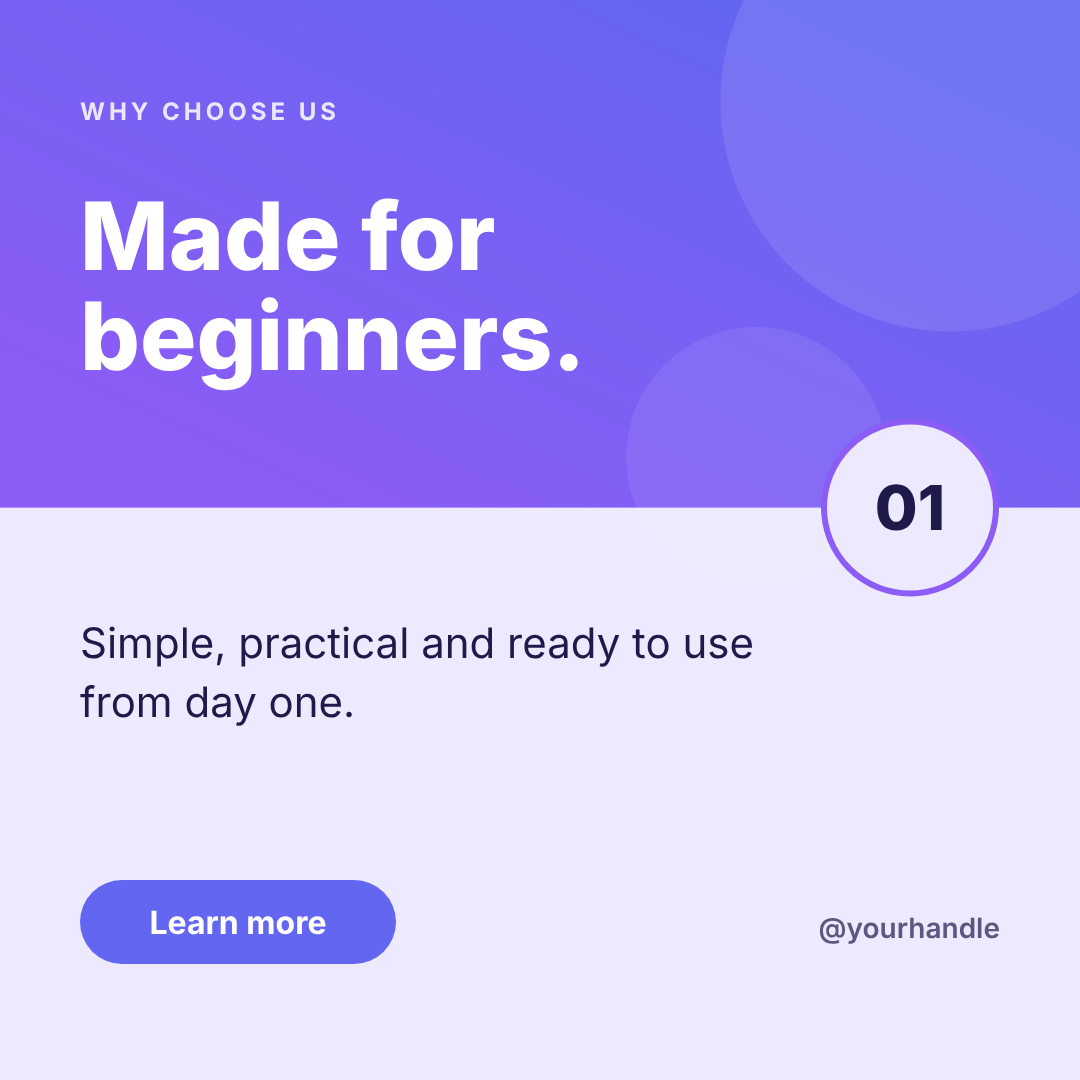 WHY CHOOSE US
Made for
beginners.
01
Simple, practical and ready to use
from day one.
Learn more
@yourhandle